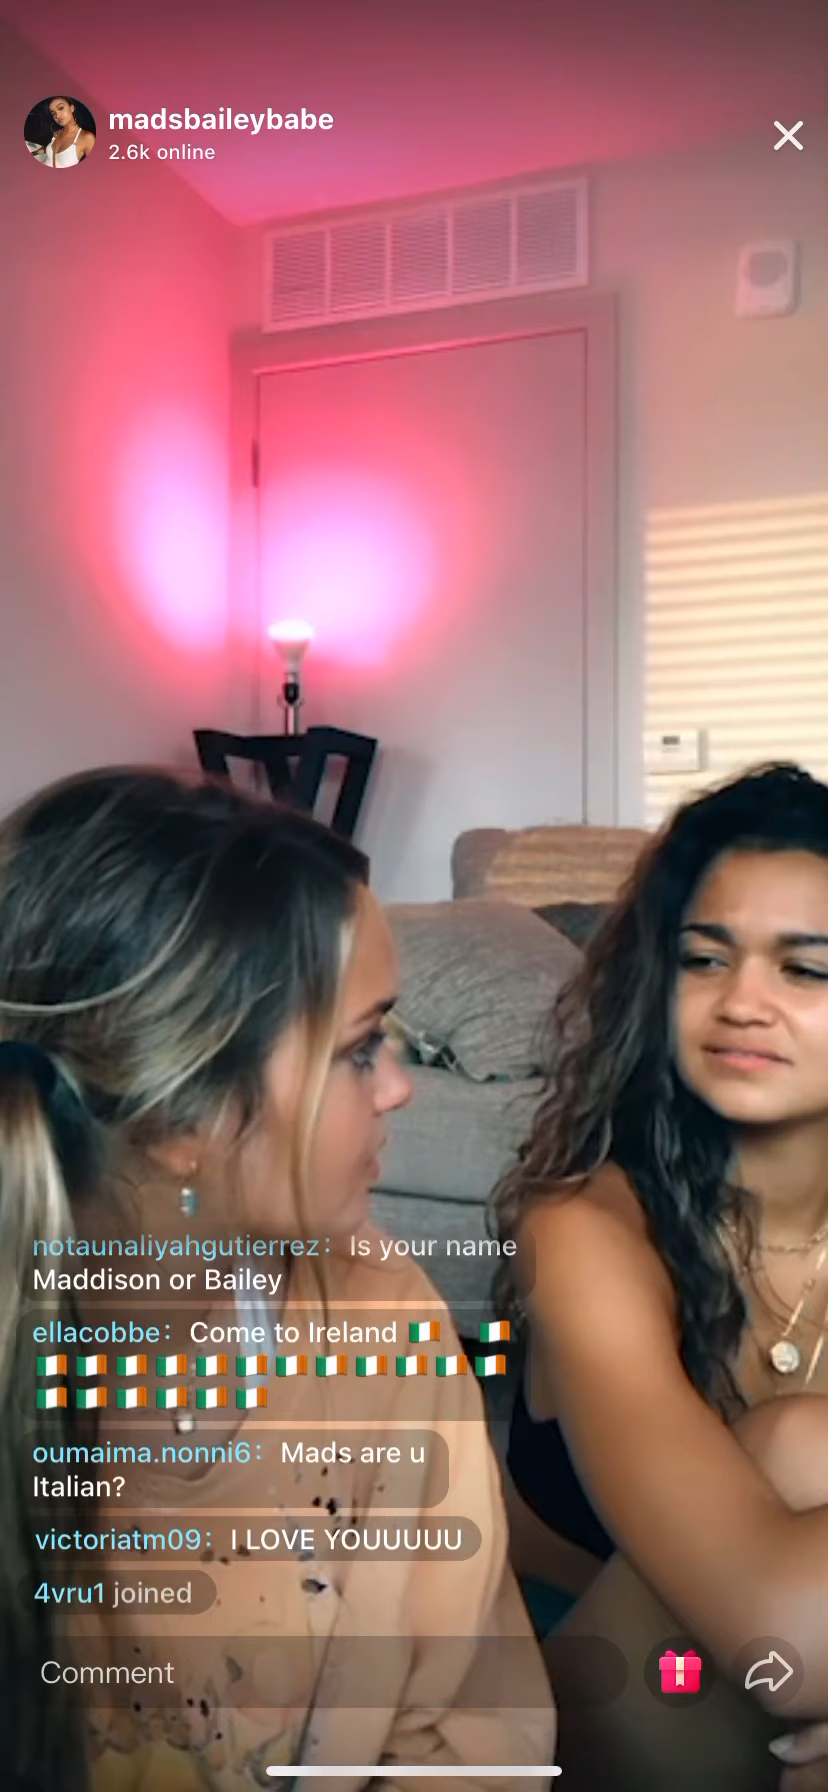 madsbaileybabe
2.6k online
notaunaliyahgutierrez: Is your name
Maddison or Bailey
ellacobbe: Come to Ireland 🇮🇪 🇮🇪
🇮🇪🇮🇪🇮🇪🇮🇪🇮🇪🇮🇪🇮🇪🇮🇪🇮🇪🇮🇪🇮🇪🇮🇪
🇮🇪🇮🇪🇮🇪🇮🇪🇮🇪🇮🇪
oumaima.nonni6: Mads are u
Italian?
victoriatm09: I LOVE YOUUUUU
4vru1 joined
Comment